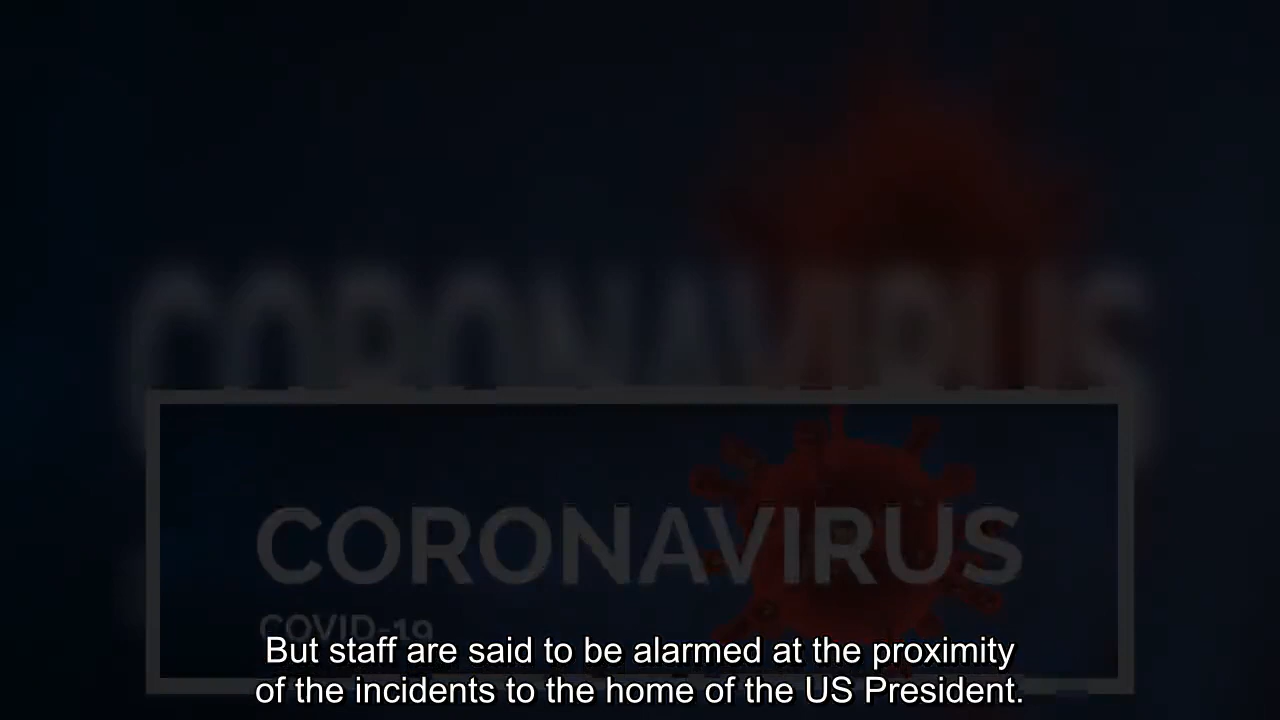 CORONAVIRUS
CORONAVIRUS
COVID-19
But staff are said to be alarmed at the proximity
of the incidents to the home of the US President.